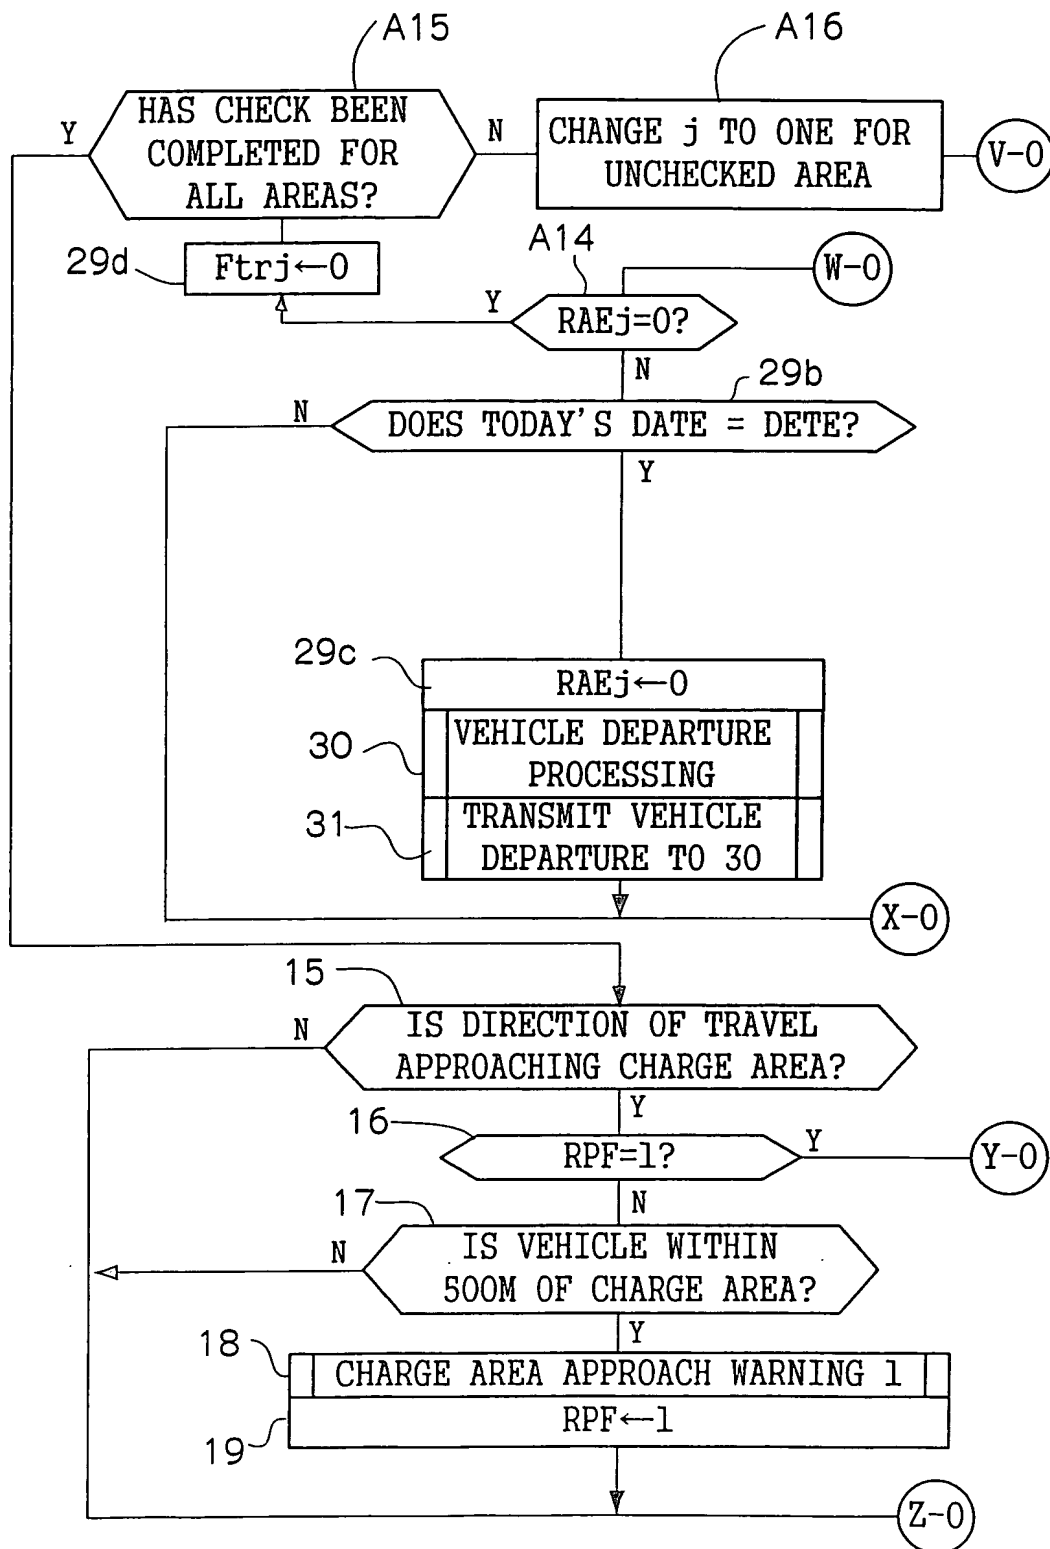 A15
A16
HAS CHECK BEEN
COMPLETED FOR
ALL AREAS?
Y
N
CHANGE j TO ONE FOR
UNCHECKED AREA
V-0
29d
Ftrj←0
A14
W-0
Y
RAEj=0?
N
29b
N
DOES TODAY'S DATE = DETE?
Y
29c
RAEj←0
30
VEHICLE DEPARTURE
PROCESSING
31
TRANSMIT VEHICLE
DEPARTURE TO 30
X-0
15
N
IS DIRECTION OF TRAVEL
APPROACHING CHARGE AREA?
Y
16
RPF=1?
Y
Y-0
N
17
N
IS VEHICLE WITHIN
500M OF CHARGE AREA?
Y
18
CHARGE AREA APPROACH WARNING 1
19
RPF←1
Z-0